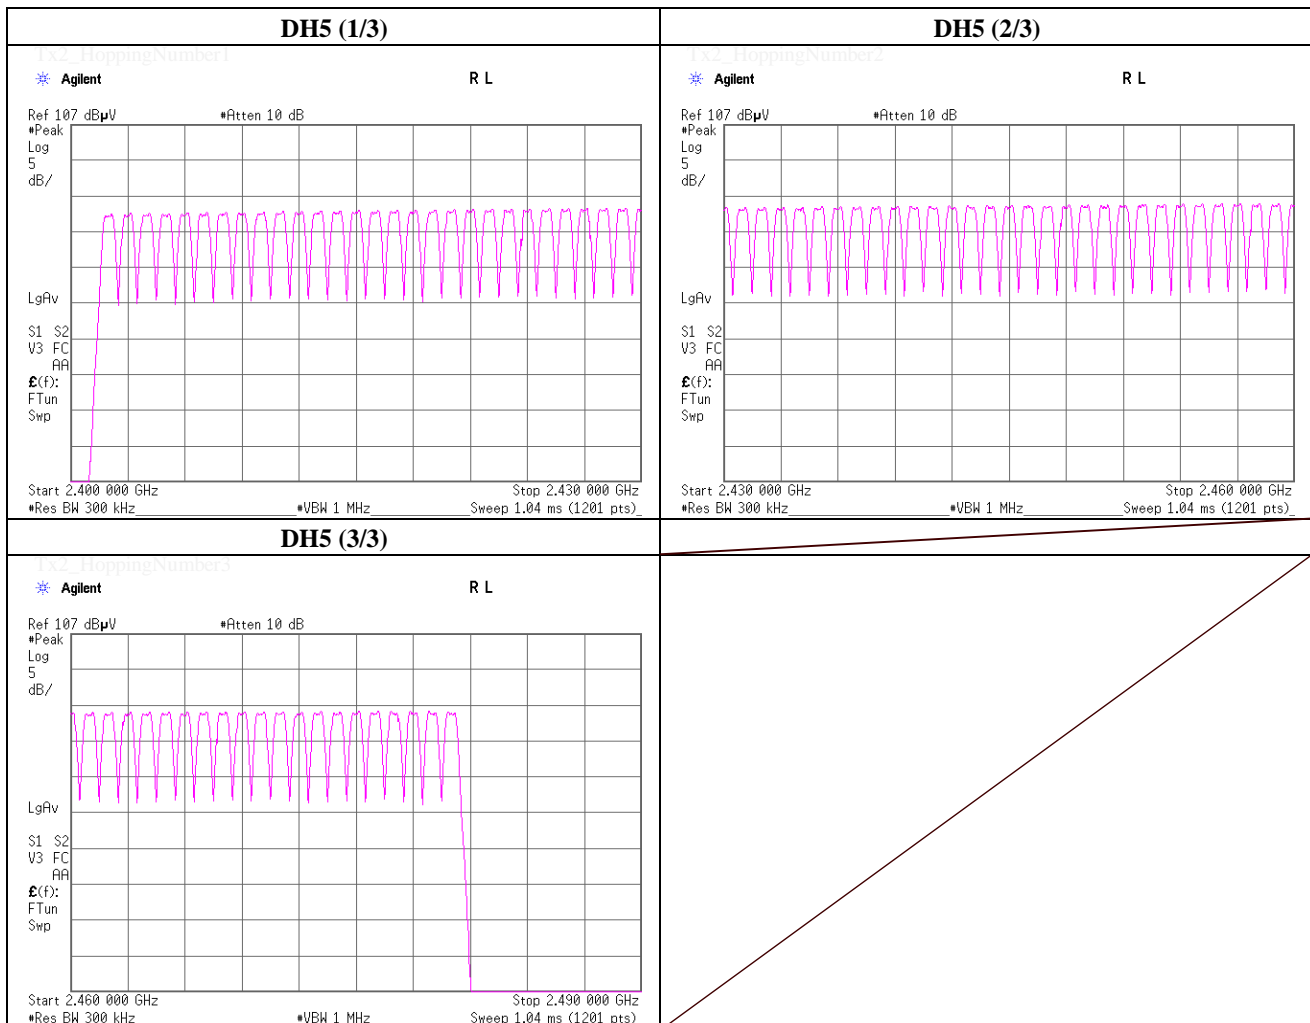 DH5 (1/3)
DH5 (2/3)
Tx2_HoppingNumber1
Agilent
R L
Ref 107 dBµV
#Atten 10 dB
#Peak
Log
5
dB/
LgAv
S1 S2
V3 FC
AA
£(f):
FTun
Swp
Start 2.400 000 GHz
Stop 2.430 000 GHz
#Res BW 300 kHz
#VBW 1 MHz
Sweep 1.04 ms (1201 pts)
Tx2_HoppingNumber2
Agilent
R L
Ref 107 dBµV
#Atten 10 dB
#Peak
Log
5
dB/
LgAv
S1 S2
V3 FC
AA
£(f):
FTun
Swp
Start 2.430 000 GHz
Stop 2.460 000 GHz
#Res BW 300 kHz
#VBW 1 MHz
Sweep 1.04 ms (1201 pts)
DH5 (3/3)
Tx2_HoppingNumber3
Agilent
R L
Ref 107 dBµV
#Atten 10 dB
#Peak
Log
5
dB/
LgAv
S1 S2
V3 FC
AA
£(f):
FTun
Swp
Start 2.460 000 GHz
Stop 2.490 000 GHz
#Res BW 300 kHz
#VBW 1 MHz
Sweep 1.04 ms (1201 pts)